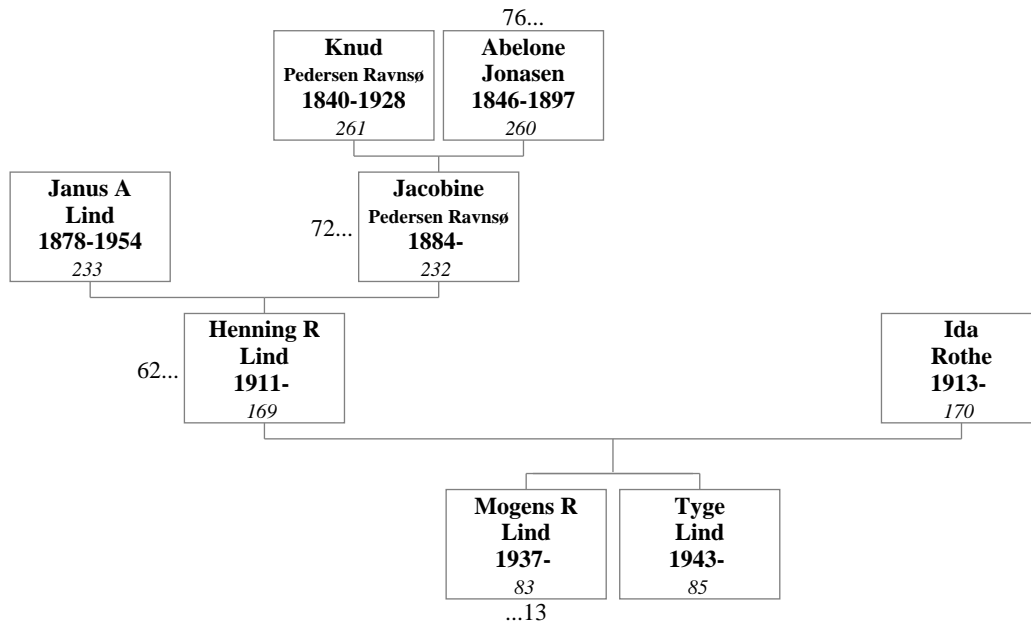 76...
Knud
Pedersen Ravnsø
1840-1928
261
Abelone
Jonasen
1846-1897
260
Janus A
Lind
1878-1954
233
72...
Jacobine
Pedersen Ravnsø
1884-
232
62...
Henning R
Lind
1911-
169
Ida
Rothe
1913-
170
Mogens R
Lind
1937-
83
...13
Tyge
Lind
1943-
85